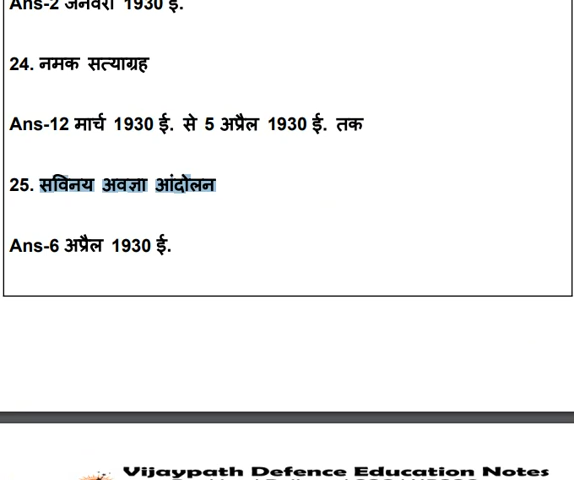 Ans-2 जनवरी 1930 ई.
24. नमक सत्याग्रह
Ans-12 मार्च 1930 ई. से 5 अप्रैल 1930 ई. तक
25. सविनय अवज्ञा आंदोलन
Ans-6 अप्रैल 1930 ई.
Vijaypath Defence Education Notes